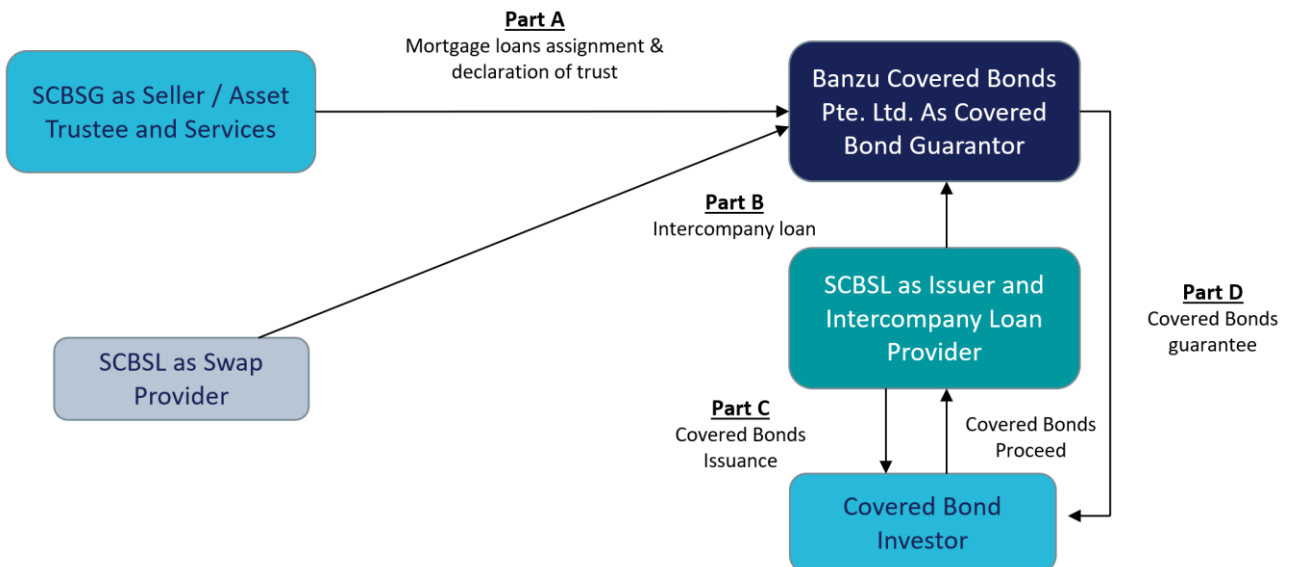 Part A
Mortgage loans assignment &
declaration of trust
SCBSG as Seller / Asset
Trustee and Services
Banzu Covered Bonds
Pte. Ltd. As Covered
Bond Guarantor
Part B
Intercompany loan
SCBSL as Issuer and
Intercompany Loan
Provider
Part D
Covered Bonds
guarantee
SCBSL as Swap
Provider
Part C
Covered Bonds
Issuance
Covered Bonds
Proceed
Covered Bond
Investor